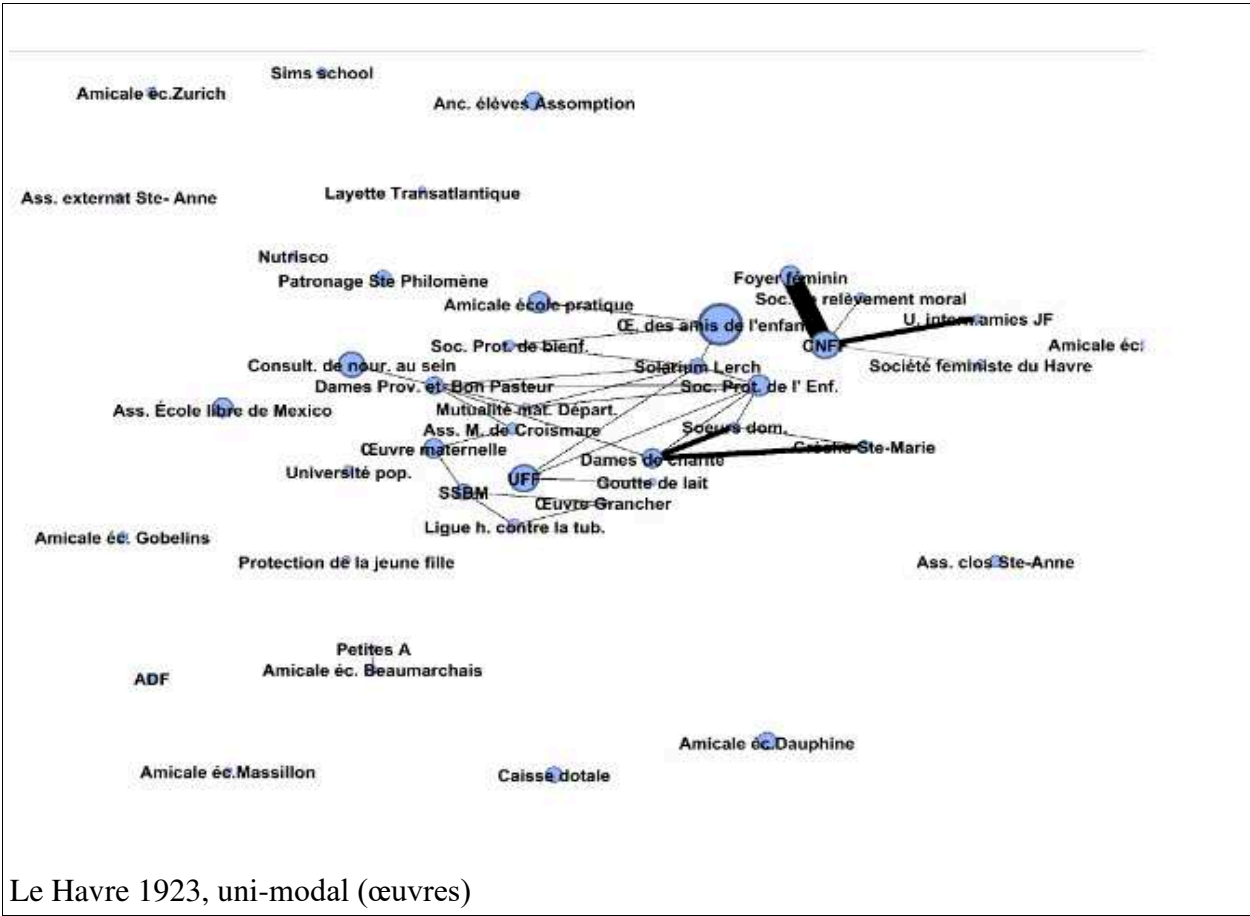 Sims school
Amicale éc.Zurich
Anc. élèves Assomption
Ass. externat Ste- Anne
Layette Transatlantique
Nutrisco
Patronage Ste Philomène
Foyer féminin
Amicale école pratique
Soc. relèvement moral
Œ. des amis de l'enfan
U. intern.amies JF
Soc. Prot. de bienf.
CNFF
Amicale éc.
Consult. de nour. au sein
Solarium Lerch
Société feministe du Havre
Dames Prov. et Bon Pasteur
Soc. Prot. de l' Enf.
Ass. École libre de Mexico
Mutualité mat. Départ.
Ass. M. de Croismare
Soeurs dom.
Œuvre maternelle
Crèche Ste-Marie
Dames de charité
Université pop.
UFF
Goutte de lait
SSBM
Œuvre Grancher
Ligue h. contre la tub.
Amicale éc. Gobelins
Protection de la jeune fille
Ass. clos Ste-Anne
Petites A
Amicale éc. Beaumarchais
ADF
Amicale éc.Dauphine
Amicale éc.Massillon
Caisse dotale
Le Havre 1923, uni-modal (œuvres)